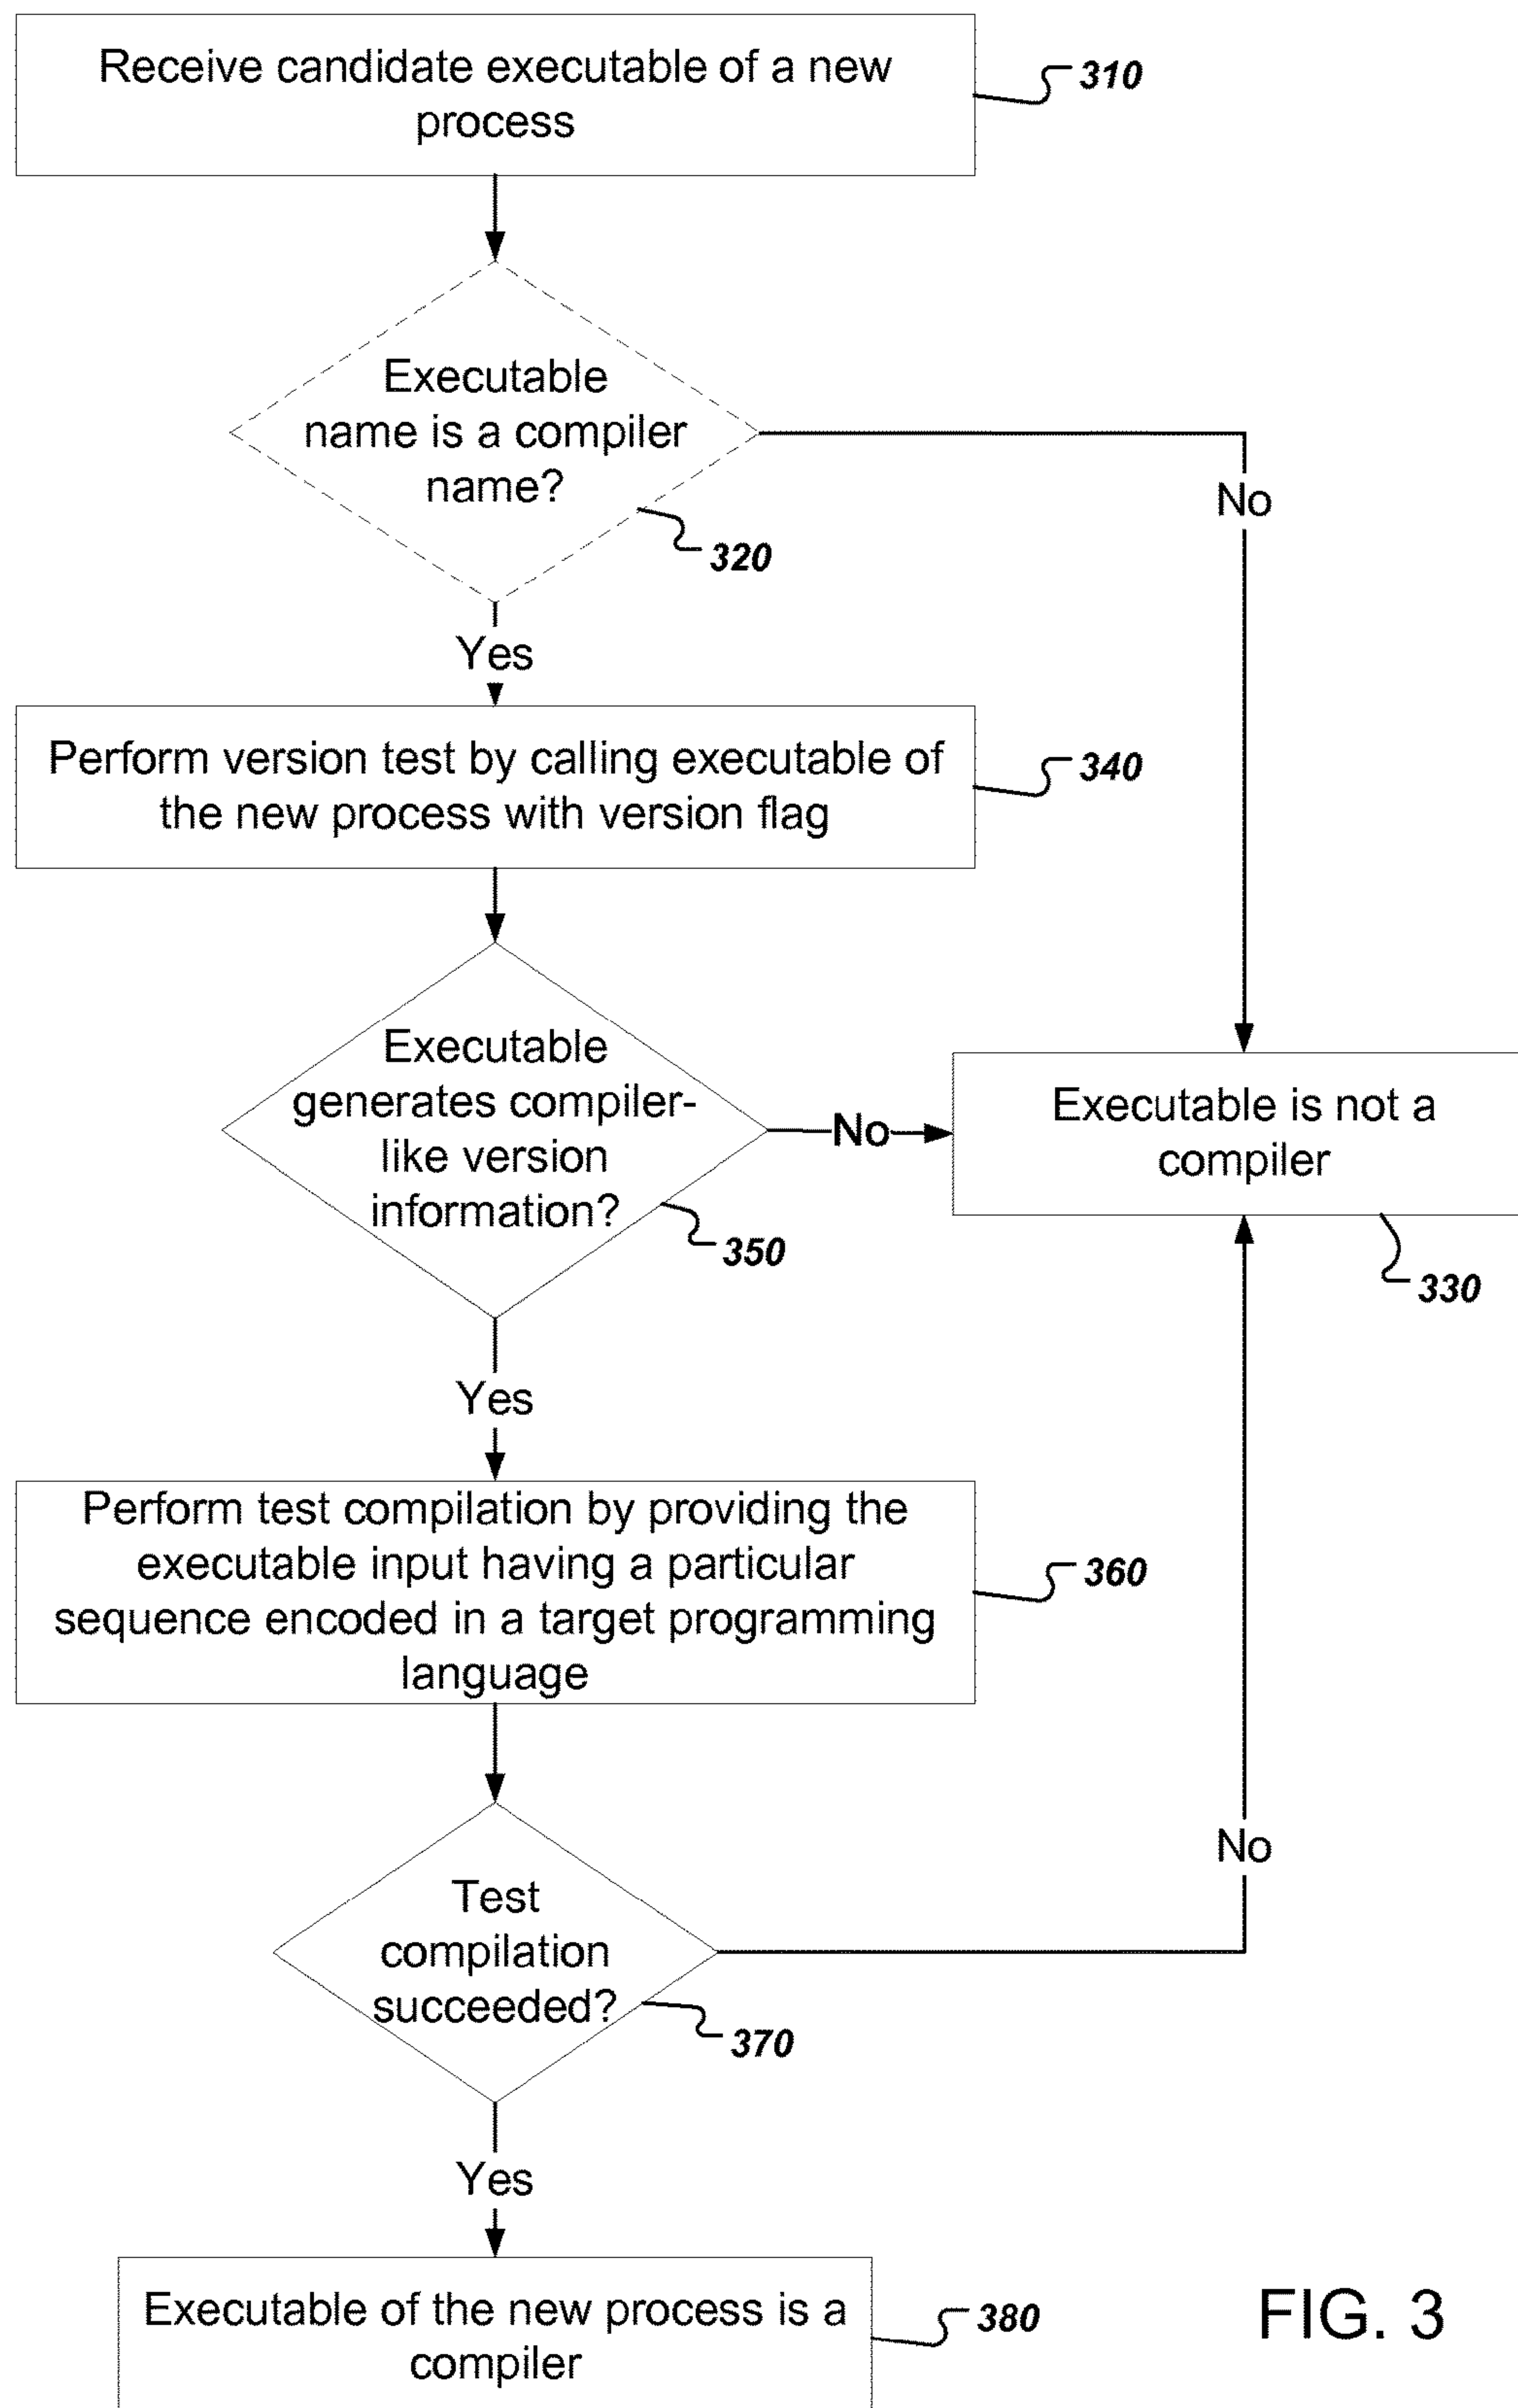 Receive candidate executable of a new
process
310
Executable
name is a compiler
name?
320
No
Yes
Perform version test by calling executable of
the new process with version flag
340
Executable
generates compiler-
like version
information?
350
No
Executable is not a
compiler
330
Yes
Perform test compilation by providing the
executable input having a particular
sequence encoded in a target programming
language
360
Test
compilation
succeeded?
370
No
Yes
Executable of the new process is a
compiler
380
FIG. 3